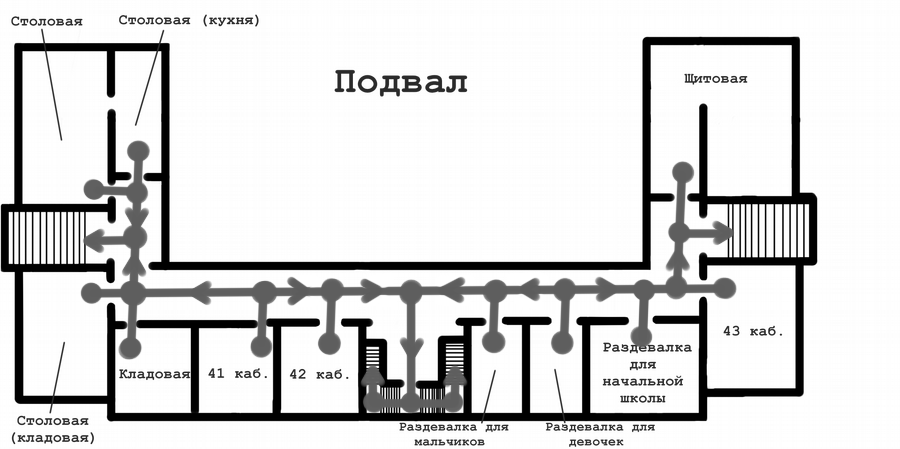 Столовая
Столовая (кухня)
Подвал
Щитовая
Кладовая
41 каб.
42 каб.
Раздевалка
для
начальной
школы
43 каб.
Столовая
(кладовая)
Раздевалка для
мальчиков
Раздевалка для
девочек